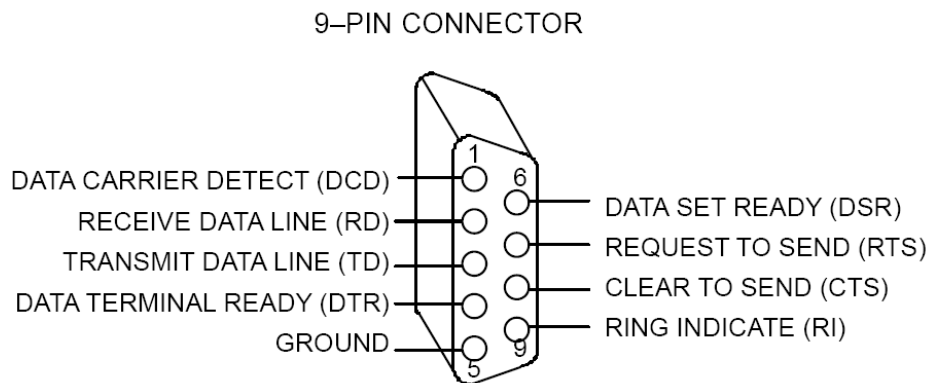 9–PIN CONNECTOR
1
6
DATA CARRIER DETECT (DCD)
DATA SET READY (DSR)
RECEIVE DATA LINE (RD)
REQUEST TO SEND (RTS)
TRANSMIT DATA LINE (TD)
CLEAR TO SEND (CTS)
DATA TERMINAL READY (DTR)
RING INDICATE (RI)
GROUND
9
5